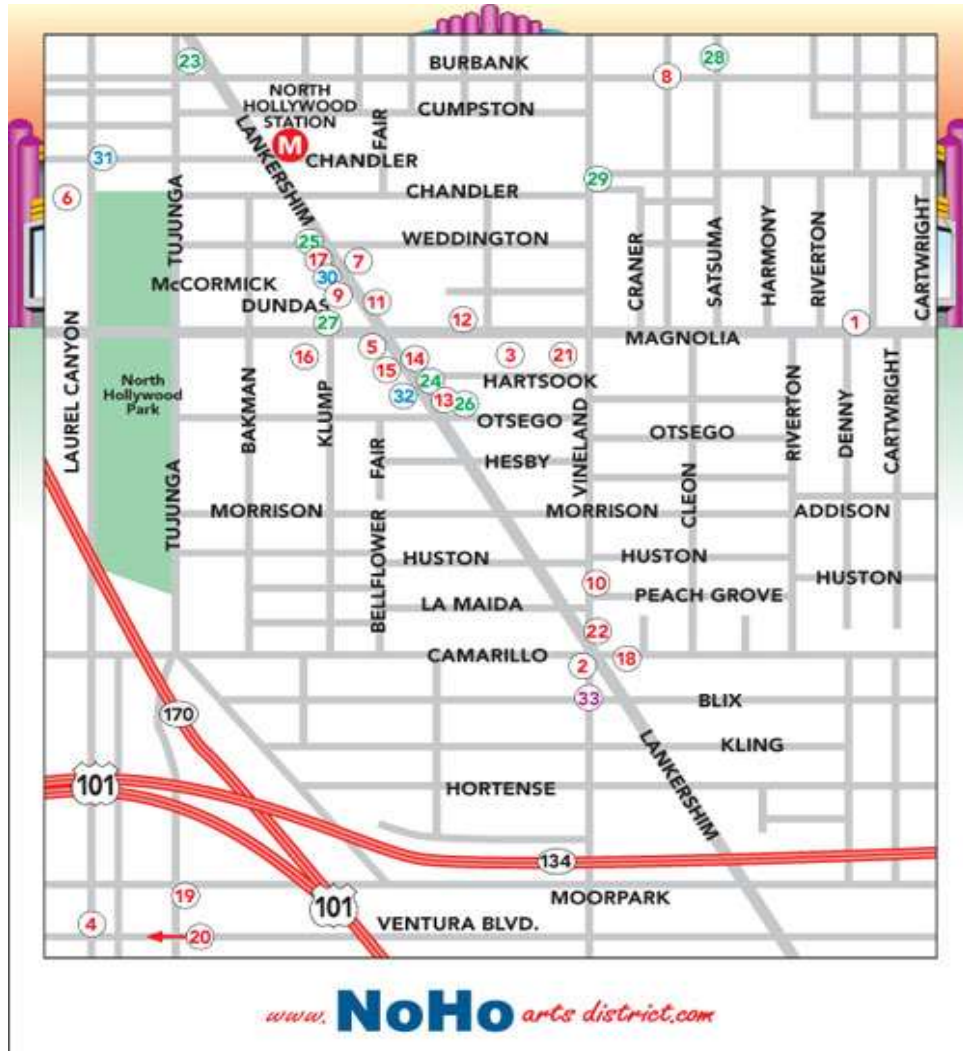 23
28
BURBANK
8
NORTH
HOLLYWOOD
STATION
CUMPSTON
LANKERSHIM
FAIR
M
31
CHANDLER
29
6
CHANDLER
TUJUNGA
25
WEDDINGTON
17
7
30
McCORMICK
9
11
DUNDAS
27
12
CRANER
SATSUMA
HARMONY
RIVERTON
CARTWRIGHT
1
MAGNOLIA
5
14
3
21
16
15
24
HARTSOOK
32
13
26
North
Hollywood
Park
LAUREL CANYON
BAKMAN
KLUMP
OTSEGO
VINELAND
OTSEGO
RIVERTON
DENNY
CARTWRIGHT
FAIR
HESBY
CLEON
TUJUNGA
MORRISON
MORRISON
ADDISON
BELLFLOWER
HUSTON
HUSTON
HUSTON
10
LA MAIDA
PEACH GROVE
22
CAMARILLO
2
18
33
BLIX
170
KLING
LANKERSHIM
101
HORTENSE
134
19
101
MOORPARK
4
20
VENTURA BLVD.
www. NoHo arts district.com